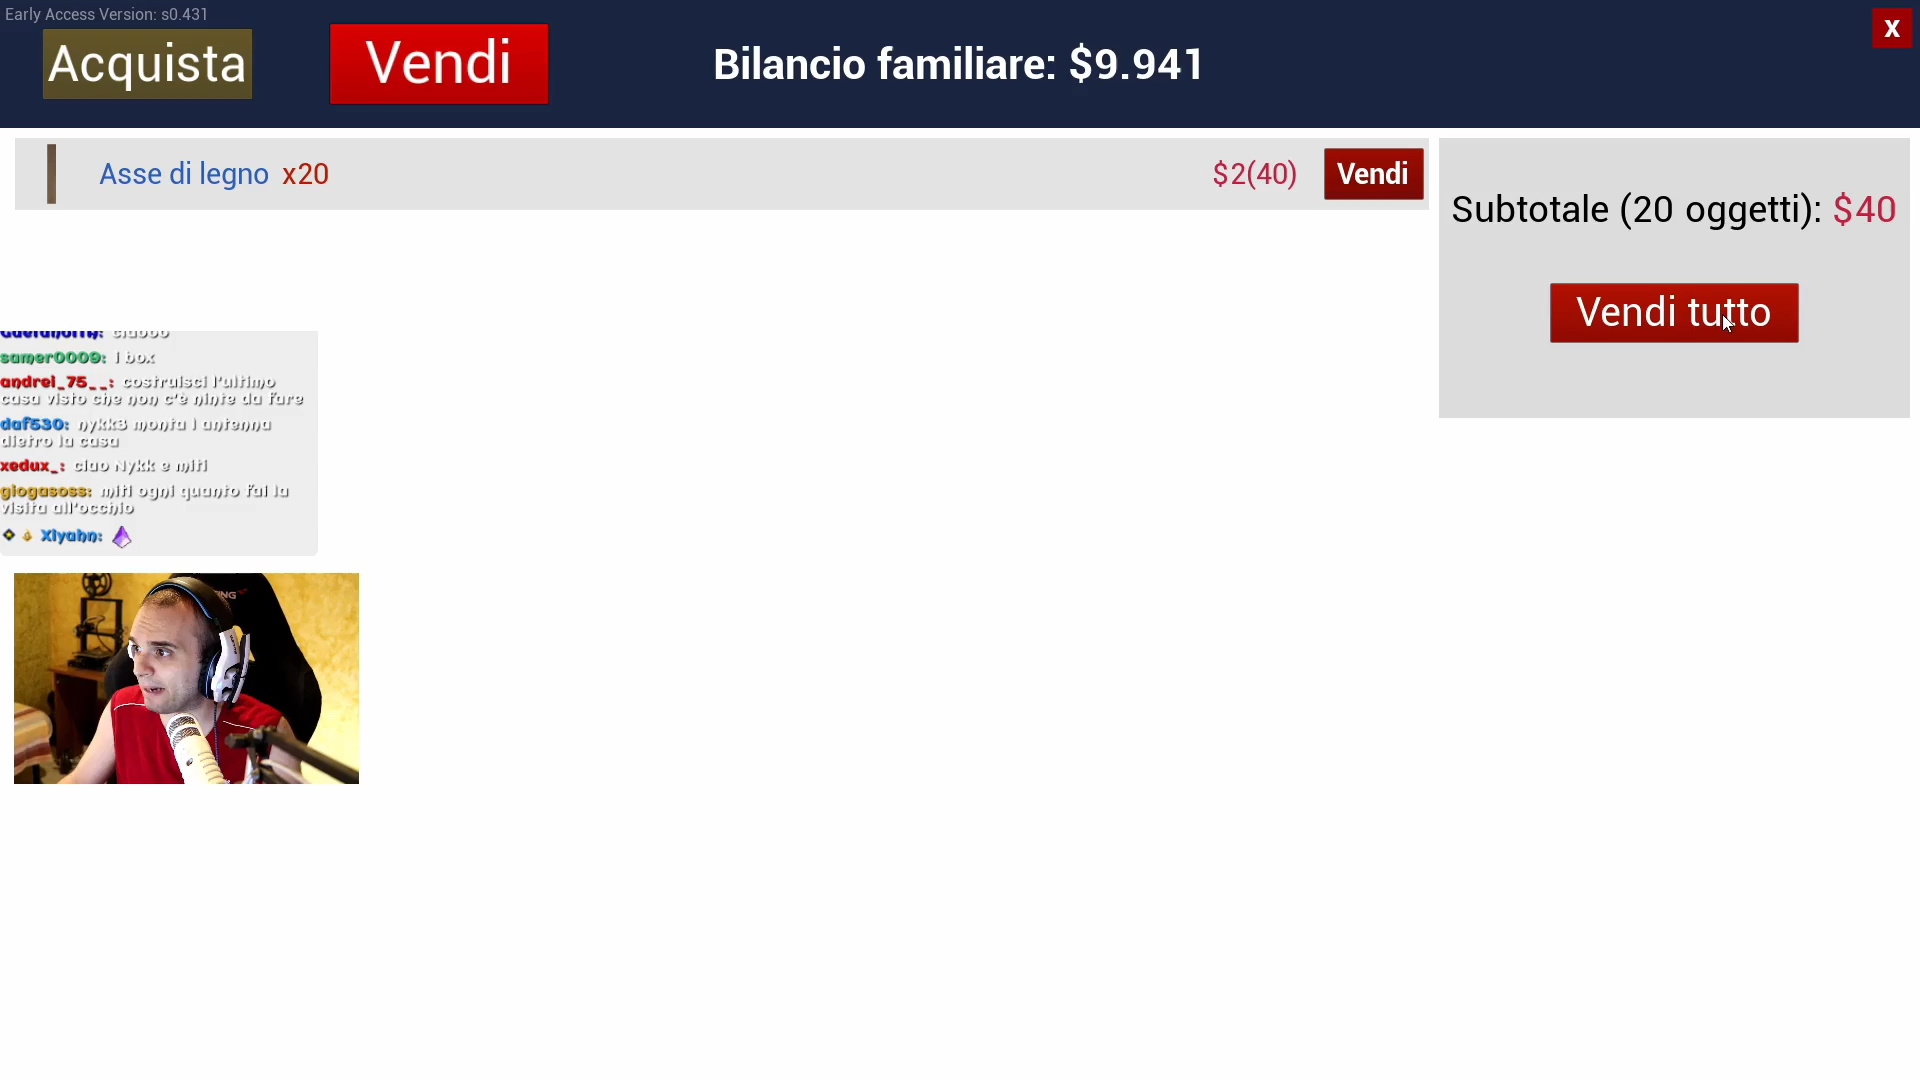 Early Access Version: s0.431
Acquista
Vendi
Bilancio familiare: $9.941
X
Asse di legno x20
$2(40)
Vendi
Subtotale (20 oggetti): $40
Vendi tutto
samer0009: I box
andrei_75__: costruisci l'ultimo
casa visto che non c'è ninte da fare
daf530: nykk3 monta l antenna
dietro la casa
xedux_: ciao Nykk e miti
giogasoss: miti ogni quanto fai la
visita all'occhio
Xlyahn: